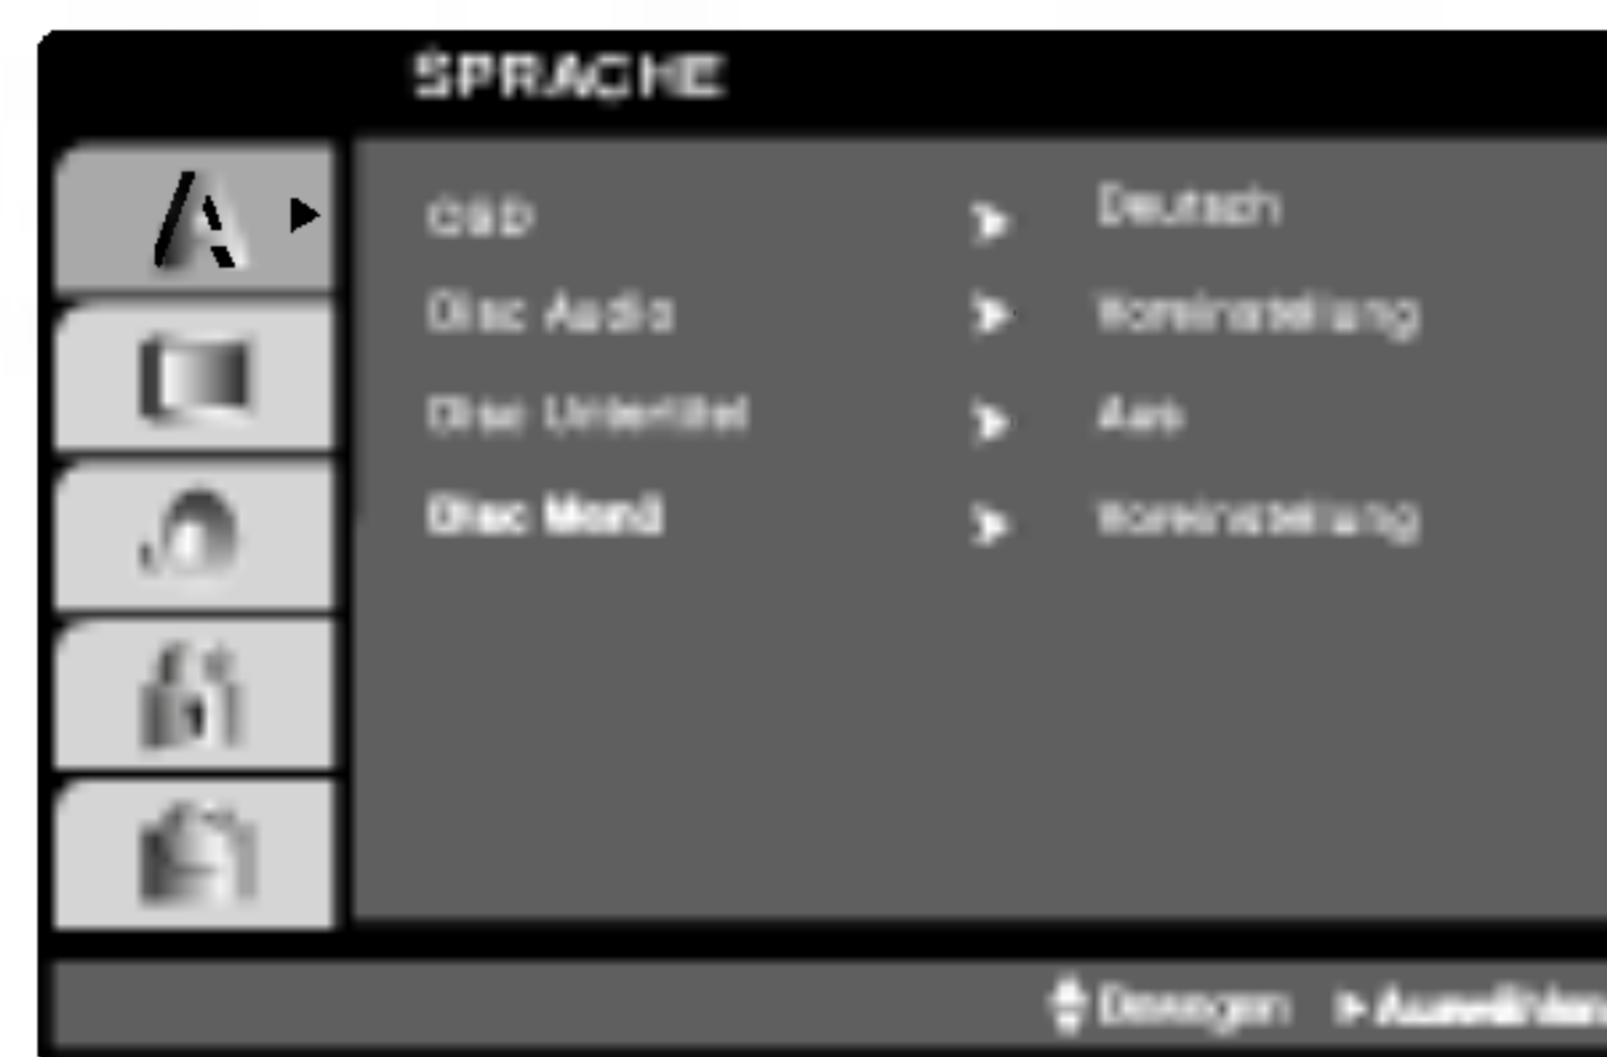 SPRACHE
OSD Deutsch
Disc Audio Voreinstellung
Disc Untertitel Aus
Disc Menü Voreinstellung
Bewegen Auswählen